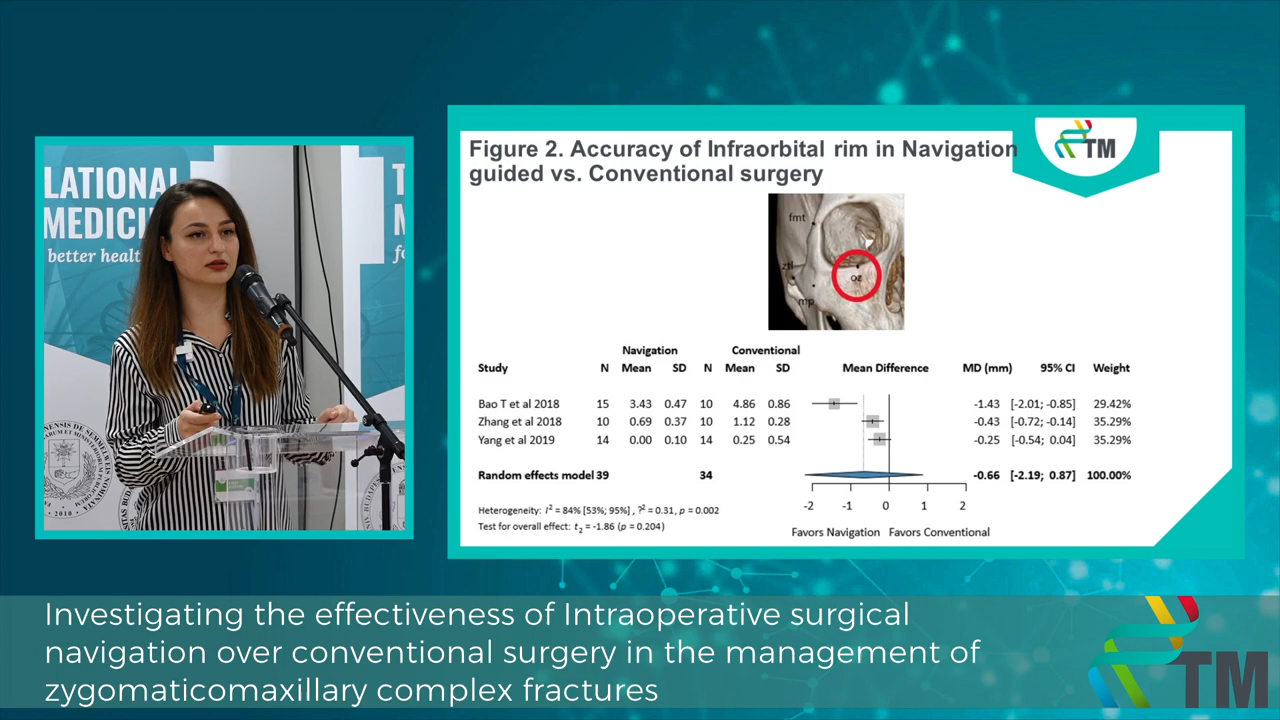 LATIONAL
MEDICI
better healt
T
M
fo
2010
Figure 2. Accuracy of Infraorbital rim in Navigation
guided vs. Conventional surgery
TM
fmt
oz
mp
Navigation Conventional
Study N Mean SD N Mean SD Mean Difference MD (mm) 95% CI Weight
Bao T et al 2018 15 3.43 0.47 10 4.86 0.86 -1.43 [-2.01; -0.85] 29.42%
Zhang et al 2018 10 0.69 0.37 10 1.12 0.28 -0.43 [-0.72; -0.14] 35.29%
Yang et al 2019 14 0.00 0.10 14 0.25 0.54 -0.25 [-0.54; 0.04] 35.29%
Random effects model 39 34 -0.66 [-2.19; 0.87] 100.00%
-2 -1 0 1 2
Heterogeneity: I² = 84% [53%; 95%] , ?² = 0.31, p = 0.002
Test for overall effect: t₂ = -1.86 (p = 0.204)
Favors Navigation Favors Conventional
Investigating the effectiveness of Intraoperative surgical
navigation over conventional surgery in the management of
zygomaticomaxillary complex fractures
TM